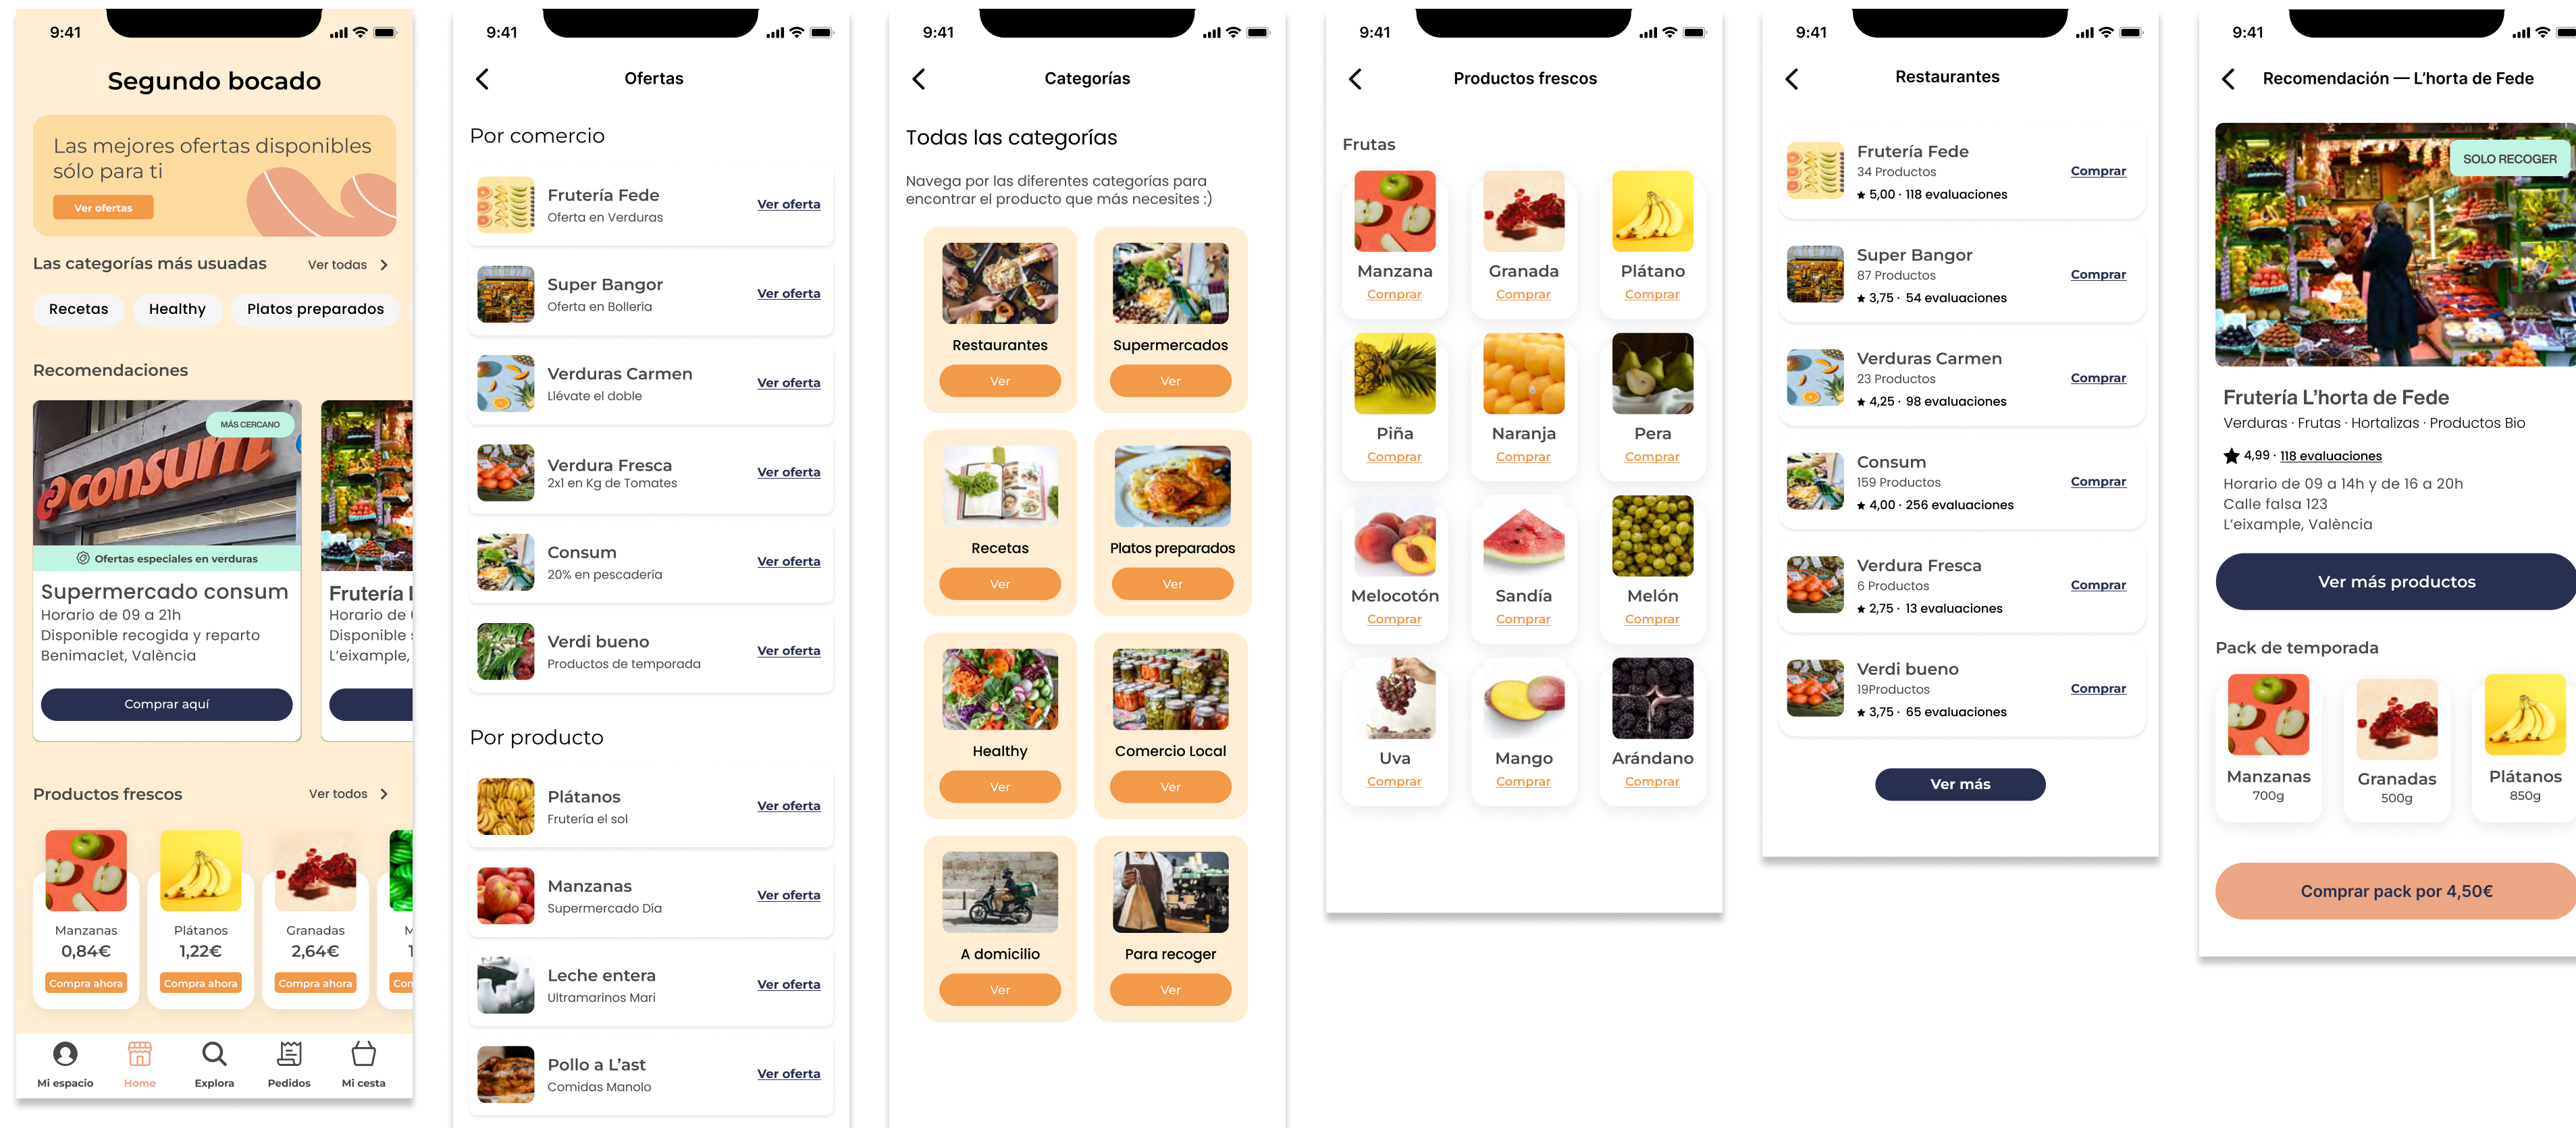 9:41
Segundo bocado
Las mejores ofertas disponibles
sólo para ti
Ver ofertas
Las categorías más usadas
Ver todas
Recetas
Healthy
Platos preparados
Recomendaciones
MÁS CERCANO
consum
Ofertas especiales en verduras
Supermercado consum
Horario de 09 a 21h
Disponible recogida y reparto
Benimaclet, València
Comprar aquí
Frutería
Horario de
Disponible
L’eixample,
Productos frescos
Ver todos
Manzanas
0,84€
Compra ahora
Plátanos
1,22€
Compra ahora
Granadas
2,64€
Compra ahora
Mi espacio
Home
Explora
Pedidos
Mi cesta
9:41
Ofertas
Por comercio
Frutería Fede
Oferta en Verduras
Ver oferta
Super Bangor
Oferta en Bollería
Ver oferta
Verduras Carmen
Llévate el doble
Ver oferta
Verdura Fresca
2x1 en Kg de Tomates
Ver oferta
Consum
20% en pescadería
Ver oferta
Verdi bueno
Productos de temporada
Ver oferta
Por producto
Plátanos
Frutería el sol
Ver oferta
Manzanas
Supermercado Día
Ver oferta
Leche entera
Ultramarinos Mari
Ver oferta
Pollo a L’ast
Comidas Manolo
Ver oferta
9:41
Categorías
Todas las categorías
Navega por las diferentes categorías para
encontrar el producto que más necesites :)
Restaurantes
Ver
Supermercados
Ver
Recetas
Ver
Platos preparados
Ver
Healthy
Ver
Comercio Local
Ver
A domicilio
Ver
Para recoger
Ver
9:41
Productos frescos
Frutas
Manzana
Comprar
Granada
Comprar
Plátano
Comprar
Piña
Comprar
Naranja
Comprar
Pera
Comprar
Melocotón
Comprar
Sandía
Comprar
Melón
Comprar
Uva
Comprar
Mango
Comprar
Arándano
Comprar
9:41
Restaurantes
Frutería Fede
34 Productos
5,00 · 118 evaluaciones
Comprar
Super Bangor
87 Productos
3,75 · 54 evaluaciones
Comprar
Verduras Carmen
23 Productos
4,25 · 98 evaluaciones
Comprar
Consum
159 Productos
4,00 · 256 evaluaciones
Comprar
Verdura Fresca
6 Productos
2,75 · 13 evaluaciones
Comprar
Verdi bueno
19Productos
3,75 · 65 evaluaciones
Comprar
Ver más
9:41
Recomendación — L’horta de Fede
SOLO RECOGER
Frutería L’horta de Fede
Verduras · Frutas · Hortalizas · Productos Bio
4,99 · 118 evaluaciones
Horario de 09 a 14h y de 16 a 20h
Calle falsa 123
L’eixample, València
Ver más productos
Pack de temporada
Manzanas
700g
Granadas
500g
Plátanos
850g
Comprar pack por 4,50€